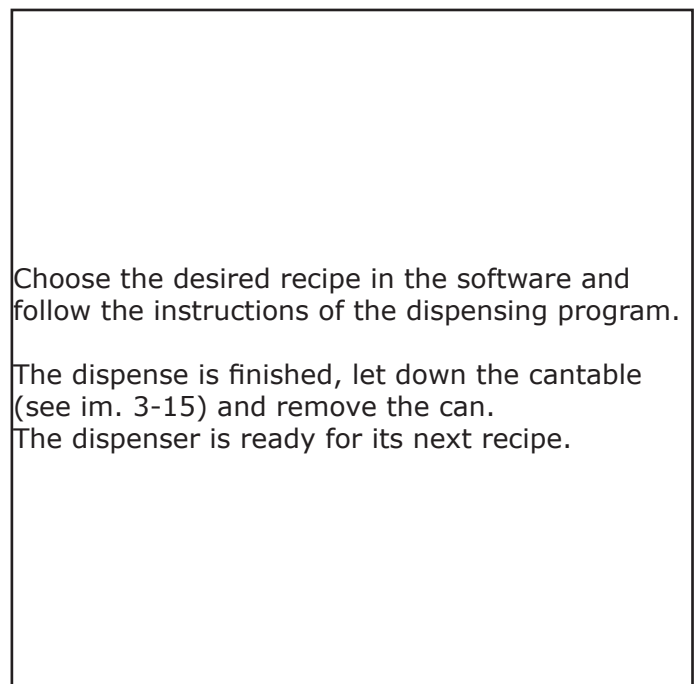 Choose the desired recipe in the software and
follow the instructions of the dispensing program.
The dispense is finished, let down the cantable
(see im. 3-15) and remove the can.
The dispenser is ready for its next recipe.